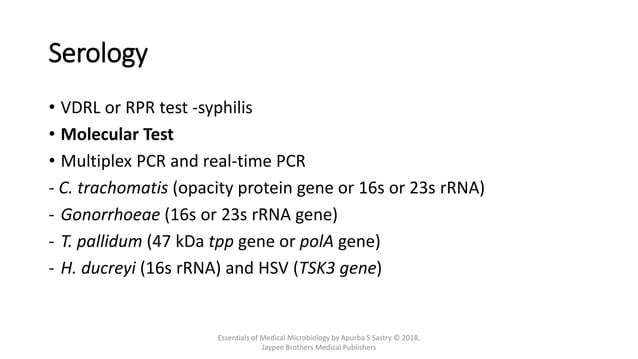 Serology
• VDRL or RPR test -syphilis
• Molecular Test
• Multiplex PCR and real-time PCR
- C. trachomatis (opacity protein gene or 16s or 23s rRNA)
- Gonorrhoeae (16s or 23s rRNA gene)
- T. pallidum (47 kDa tpp gene or polA gene)
- H. ducreyi (16s rRNA) and HSV (TSK3 gene)
Essentials of Medical Microbiology by Apurba S Sastry © 2018,
Jaypee Brothers Medical Publishers